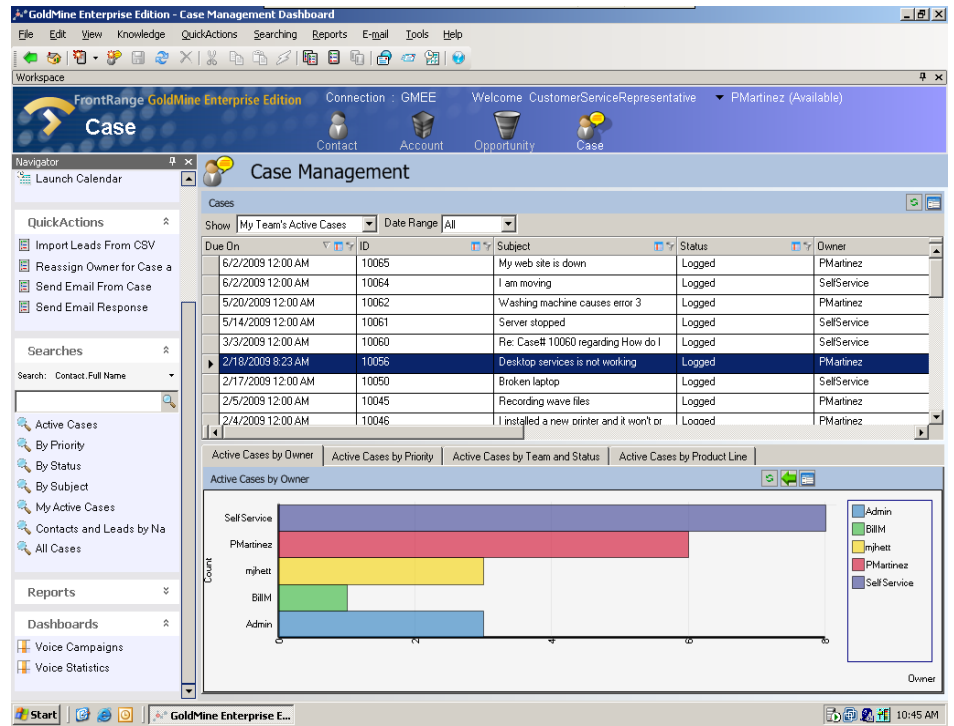 GoldMine Enterprise Edition - Case Management Dashboard
File Edit View Knowledge QuickActions Searching Reports E-mail Tools Help
Workspace
FrontRange GoldMine Enterprise Edition Connection : GMEE Welcome CustomerServiceRepresentative PMartinez (Available)
Case
Contact Account Opportunity Case
Navigator
Launch Calendar
QuickActions
Import Leads From CSV
Reassign Owner for Case a
Send Email From Case
Send Email Response
Searches
Search: Contact.Full Name
Active Cases
By Priority
By Status
By Subject
My Active Cases
Contacts and Leads by Na
All Cases
Reports
Dashboards
Voice Campaigns
Voice Statistics
Case Management
Cases
Show My Team's Active Cases Date Range All
Due On ID Subject Status Owner
6/2/2009 12:00 AM 10065 My web site is down Logged PMartinez
6/2/2009 12:00 AM 10064 I am moving Logged SelfService
5/20/2009 12:00 AM 10062 Washing machine causes error 3 Logged PMartinez
5/14/2009 12:00 AM 10061 Server stopped Logged SelfService
3/3/2009 12:00 AM 10060 Re: Case# 10060 regarding How do I Logged SelfService
2/18/2009 8:23 AM 10056 Desktop services is not working Logged PMartinez
2/17/2009 12:00 AM 10050 Broken laptop Logged SelfService
2/5/2009 12:00 AM 10045 Recording wave files Logged PMartinez
2/4/2009 12:00 AM 10046 I installed a new printer and it won't pr Logged PMartinez
Active Cases by Owner Active Cases by Priority Active Cases by Team and Status Active Cases by Product Line
Active Cases by Owner
Count
SelfService
PMartinez
mjhett
BillM
Admin
0 2 4 6 8
Admin
BillM
mjhett
PMartinez
SelfService
Owner
Start GoldMine Enterprise E... 10:45 AM